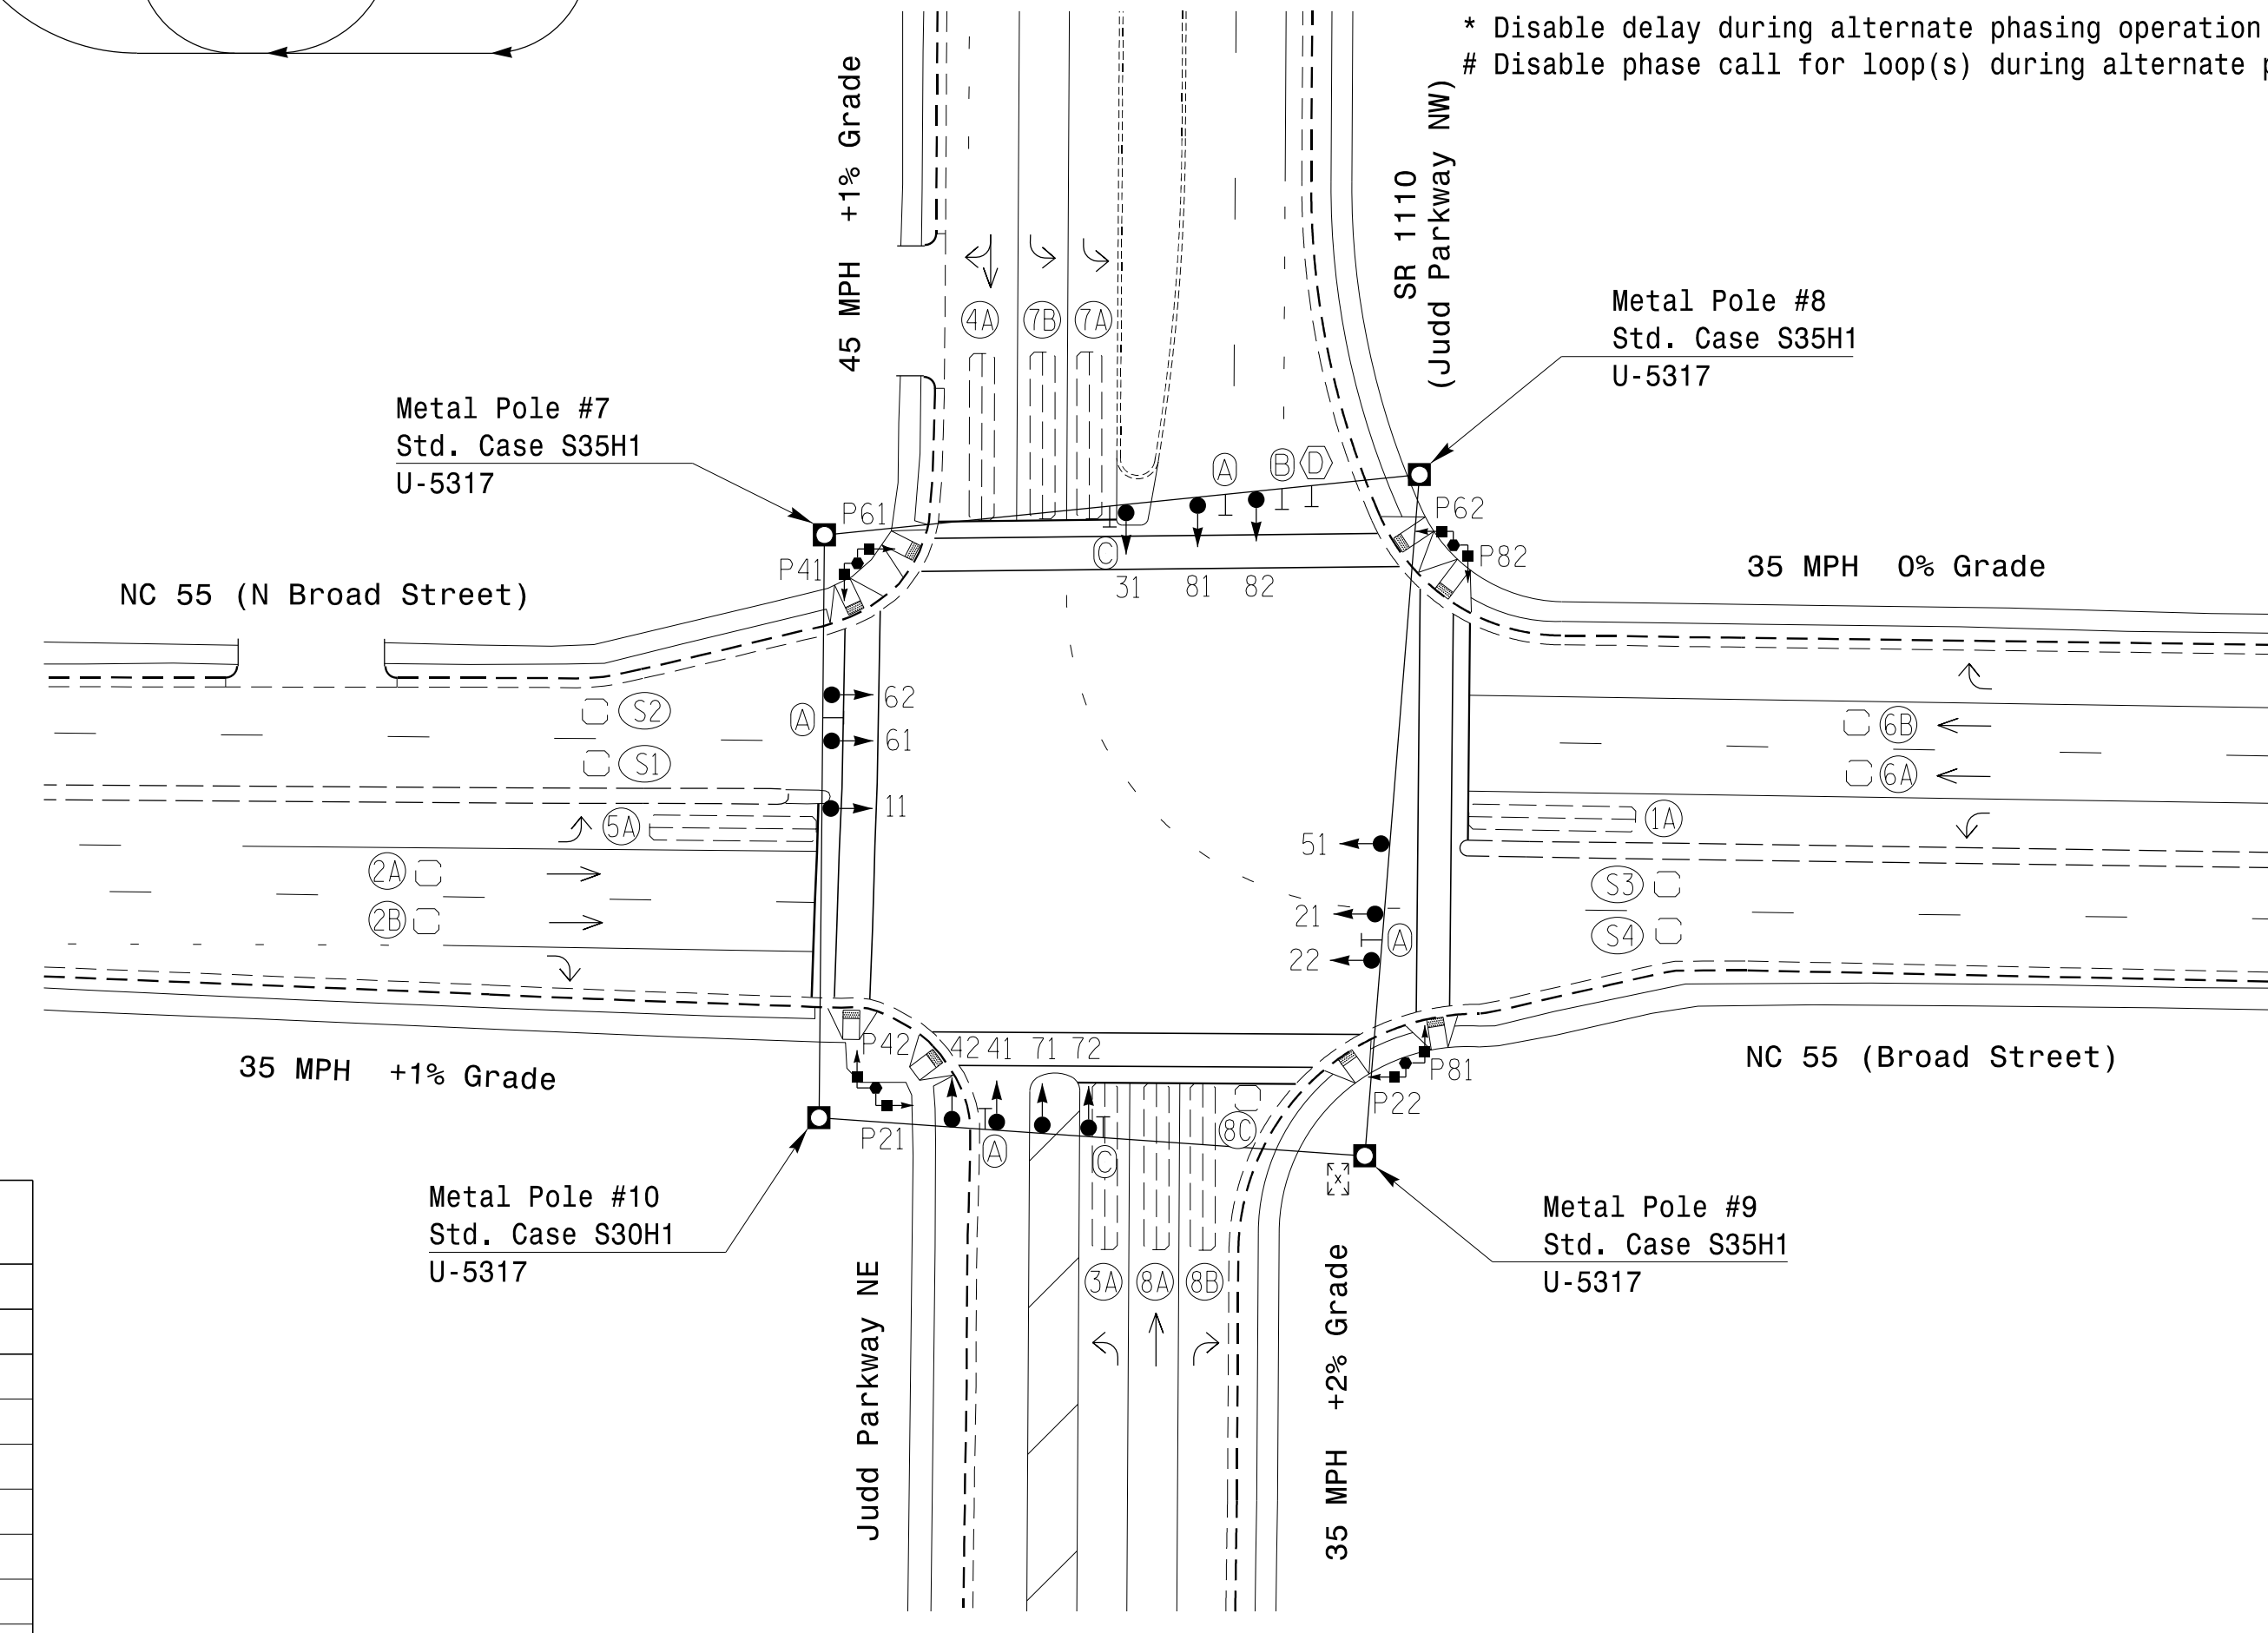 * Disable delay during alternate phasing operation
# Disable phase call for loop(s) during alternate p
45 MPH +1% Grade
SR 1110
(Judd Parkway NW)
4A
7B
7A
Metal Pole #8
Std. Case S35H1
U-5317
Metal Pole #7
Std. Case S35H1
U-5317
A
B
D
P61
P62
C
P41
P82
31
81
82
NC 55 (N Broad Street)
35 MPH 0% Grade
62
A
61
11
S2
S1
5A
2A
2B
6B
6A
1A
51
21
A
22
S3
S4
35 MPH +1% Grade
P42
42
41
71
72
P81
P22
NC 55 (Broad Street)
P21
A
C
8C
x
Metal Pole #10
Std. Case S30H1
U-5317
Metal Pole #9
Std. Case S35H1
U-5317
3A
8A
8B
Judd Parkway NE
35 MPH +2% Grade